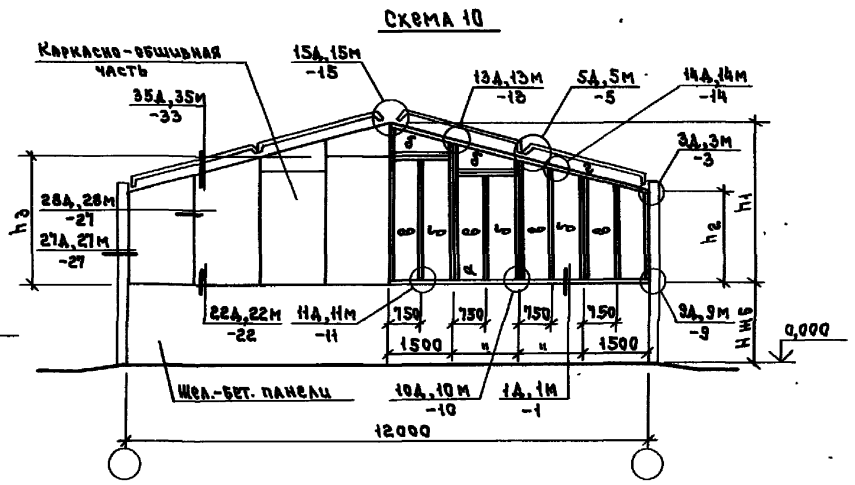 СХЕМА 10
КАРКАСНО-ОБШИВНАЯ
ЧАСТЬ
15Д,15М
-15
13Д,13М
-13
5Д,5М
-5
14Д,14М
-14
35Д,35М
-33
3Д,3М
-3
б
б
г
h3
h1
h2
28Д,28М
-27
27Д,27М
-27
в
б
в
б
в
б
в
а
22Д,22М
-22
11Д,11М
-11
750
750
750
750
9Д,9М
-9
НЖБ
1500
"
"
1500
0,000
ЖЕЛ.-БЕТ. ПАНЕЛИ
10Д,10М
-10
1Д,1М
-1
12000